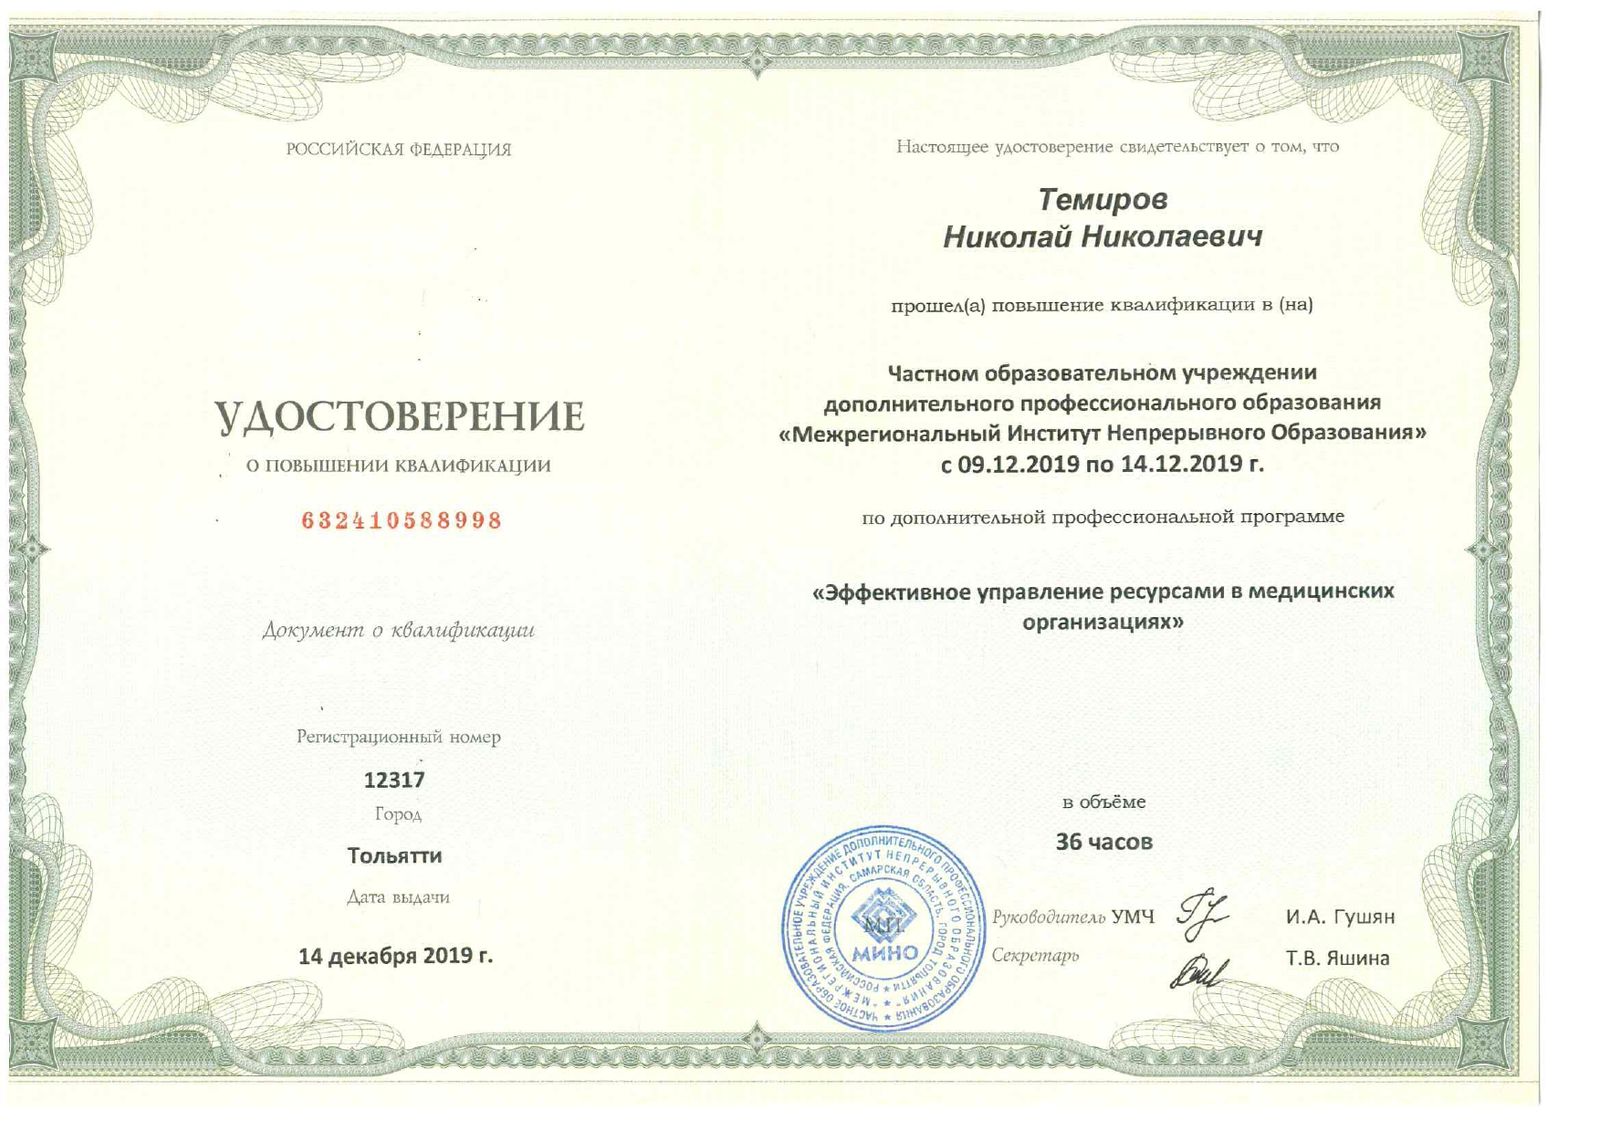 РОССИЙСКАЯ ФЕДЕРАЦИЯ
УДОСТОВЕРЕНИЕ
О ПОВЫШЕНИИ КВАЛИФИКАЦИИ
632410588998
Документ о квалификации
Регистрационный номер
12317
Город
Тольятти
Дата выдачи
14 декабря 2019 г.
Настоящее удостоверение свидетельствует о том, что
Темиров
Николай Николаевич
прошел(а) повышение квалификации в (на)
Частном образовательном учреждении
дополнительного профессионального образования
«Межрегиональный Институт Непрерывного Образования»
с 09.12.2019 по 14.12.2019 г.
по дополнительной профессиональной программе
«Эффективное управление ресурсами в медицинских
организациях»
в объёме
36 часов
Руководитель УМЧ И.А. Гушян
Секретарь Т.В. Яшина
М.П.
МИНО
ЧАСТНОЕ ОБРАЗОВАТЕЛЬНОЕ УЧРЕЖДЕНИЕ ДОПОЛНИТЕЛЬНОГО ПРОФЕССИОНАЛЬНОГО ОБРАЗОВАНИЯ
"МЕЖРЕГИОНАЛЬНЫЙ ИНСТИТУТ НЕПРЕРЫВНОГО ОБРАЗОВАНИЯ"
РОССИЙСКАЯ ФЕДЕРАЦИЯ, САМАРСКАЯ ОБЛАСТЬ, ГОРОД ТОЛЬЯТТИ